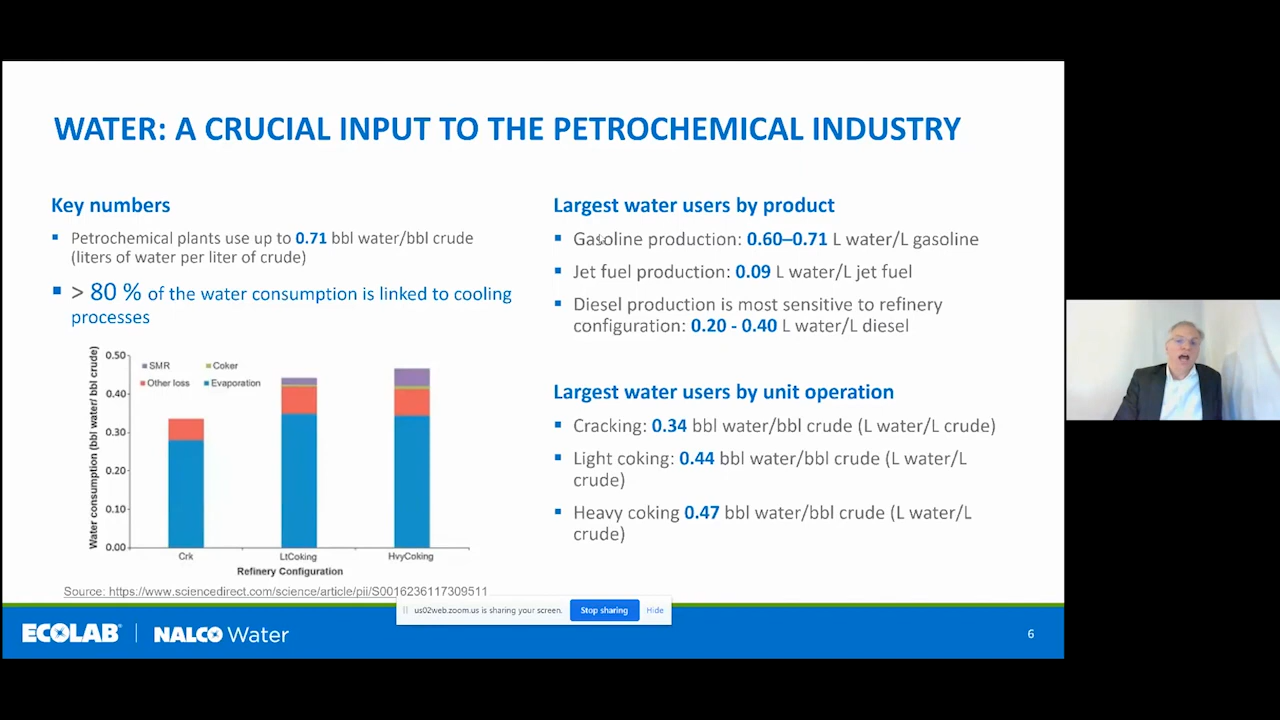 WATER: A CRUCIAL INPUT TO THE PETROCHEMICAL INDUSTRY
Key numbers
Petrochemical plants use up to 0.71 bbl water/bbl crude
(liters of water per liter of crude)
> 80 % of the water consumption is linked to cooling
processes
Water consumption (bbl water/ bbl crude)
0.50
0.40
0.30
0.20
0.10
0.00
SMR
Coker
Other loss
Evaporation
Crk
LtCoking
HvyCoking
Refinery Configuration
Source: https://www.sciencedirect.com/science/article/pii/S0016236117309511
Largest water users by product
Gasoline production: 0.60–0.71 L water/L gasoline
Jet fuel production: 0.09 L water/L jet fuel
Diesel production is most sensitive to refinery
configuration: 0.20 - 0.40 L water/L diesel
Largest water users by unit operation
Cracking: 0.34 bbl water/bbl crude (L water/L crude)
Light coking: 0.44 bbl water/bbl crude (L water/L
crude)
Heavy coking 0.47 bbl water/bbl crude (L water/L
crude)
us02web.zoom.us is sharing your screen.
Stop sharing
Hide
ECOLAB®
NALCO Water
6